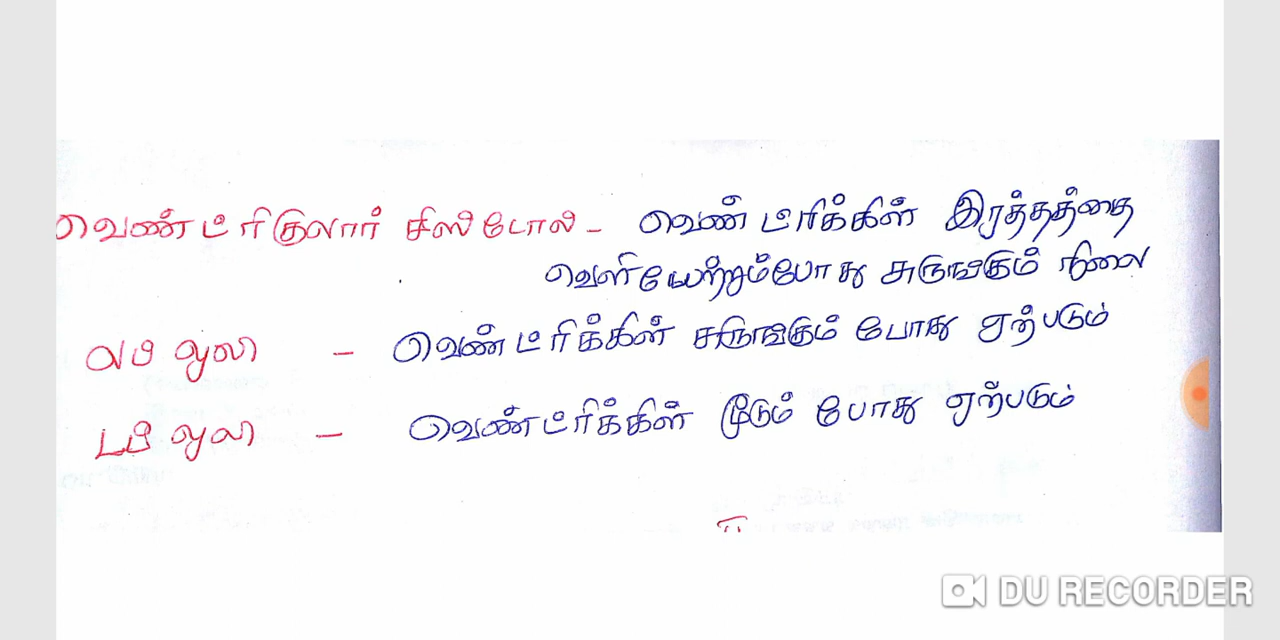 வெண்ட்ரிகுலார் சிஸ்டோல் - வெண்ட்ரிக்கிள் இரத்தத்தை
வெளியேற்றும்போது சுருங்கும் நிலை
லப் ஒலி - வெண்ட்ரிக்கிள் சுருங்கும் போது ஏற்படும்
டப் ஒலி - வெண்ட்ரிக்கிள் மூடும் போது ஏற்படும்
DU RECORDER